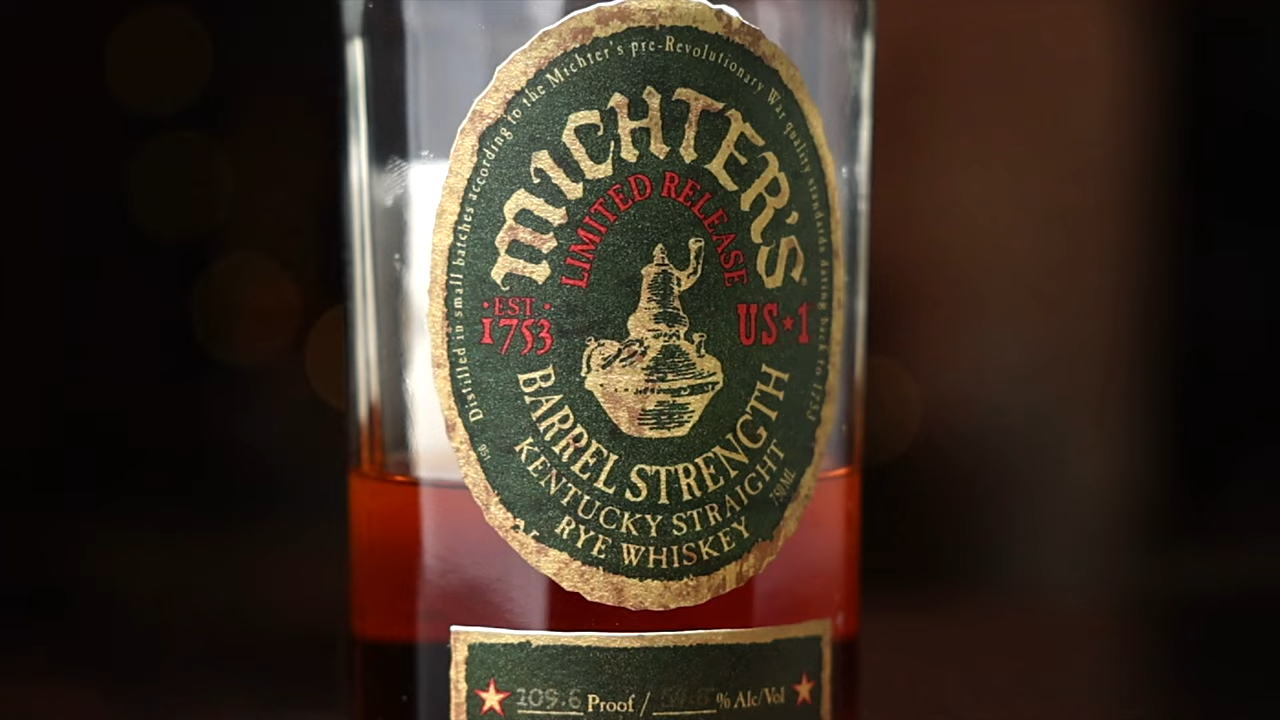 Distilled in small batches according to the Michter's pre-Revolutionary War quality standards dating back to 1753
MICHTER'S
LIMITED RELEASE
·EST·
1753
US★1
BARREL STRENGTH
KENTUCKY STRAIGHT
750ML
RYE WHISKEY
109.6 Proof / % Alc/Vol